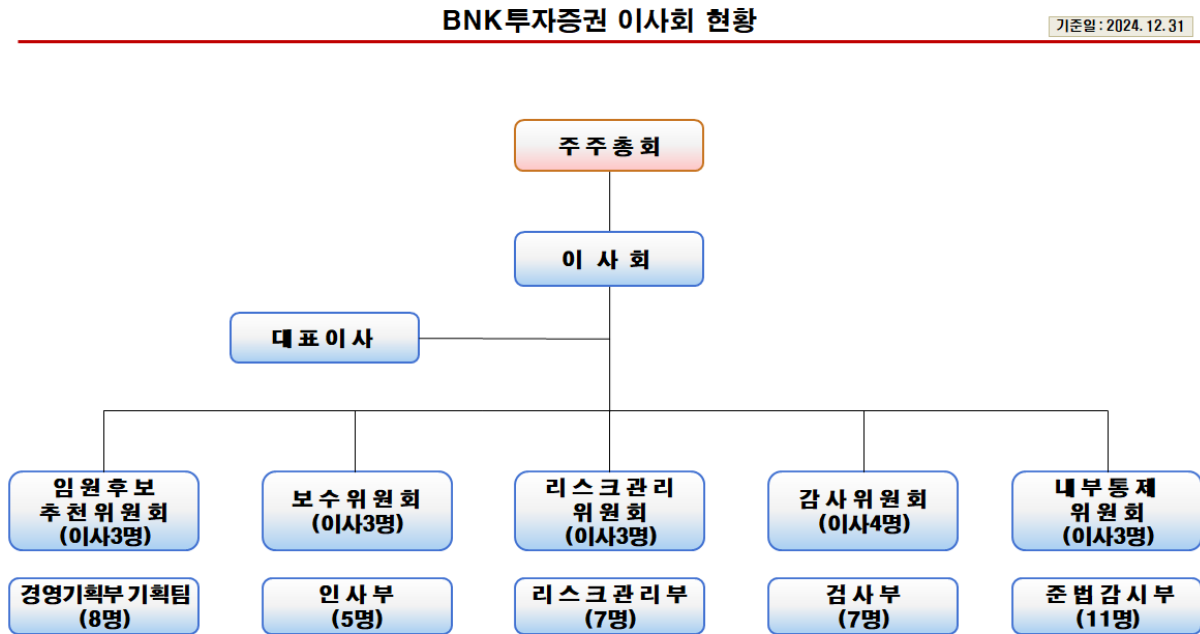 BNK투자증권 이사회 현황
기준일 : 2024. 12. 31
주주총회
이사회
대표이사
임원후보
추천위원회
(이사3명)
보수위원회
(이사3명)
리스크관리
위원회
(이사3명)
감사위원회
(이사4명)
내부통제
위원회
(이사3명)
경영기획부 기획팀
(8명)
인사부
(5명)
리스크관리부
(7명)
검사부
(7명)
준법감시부
(11명)